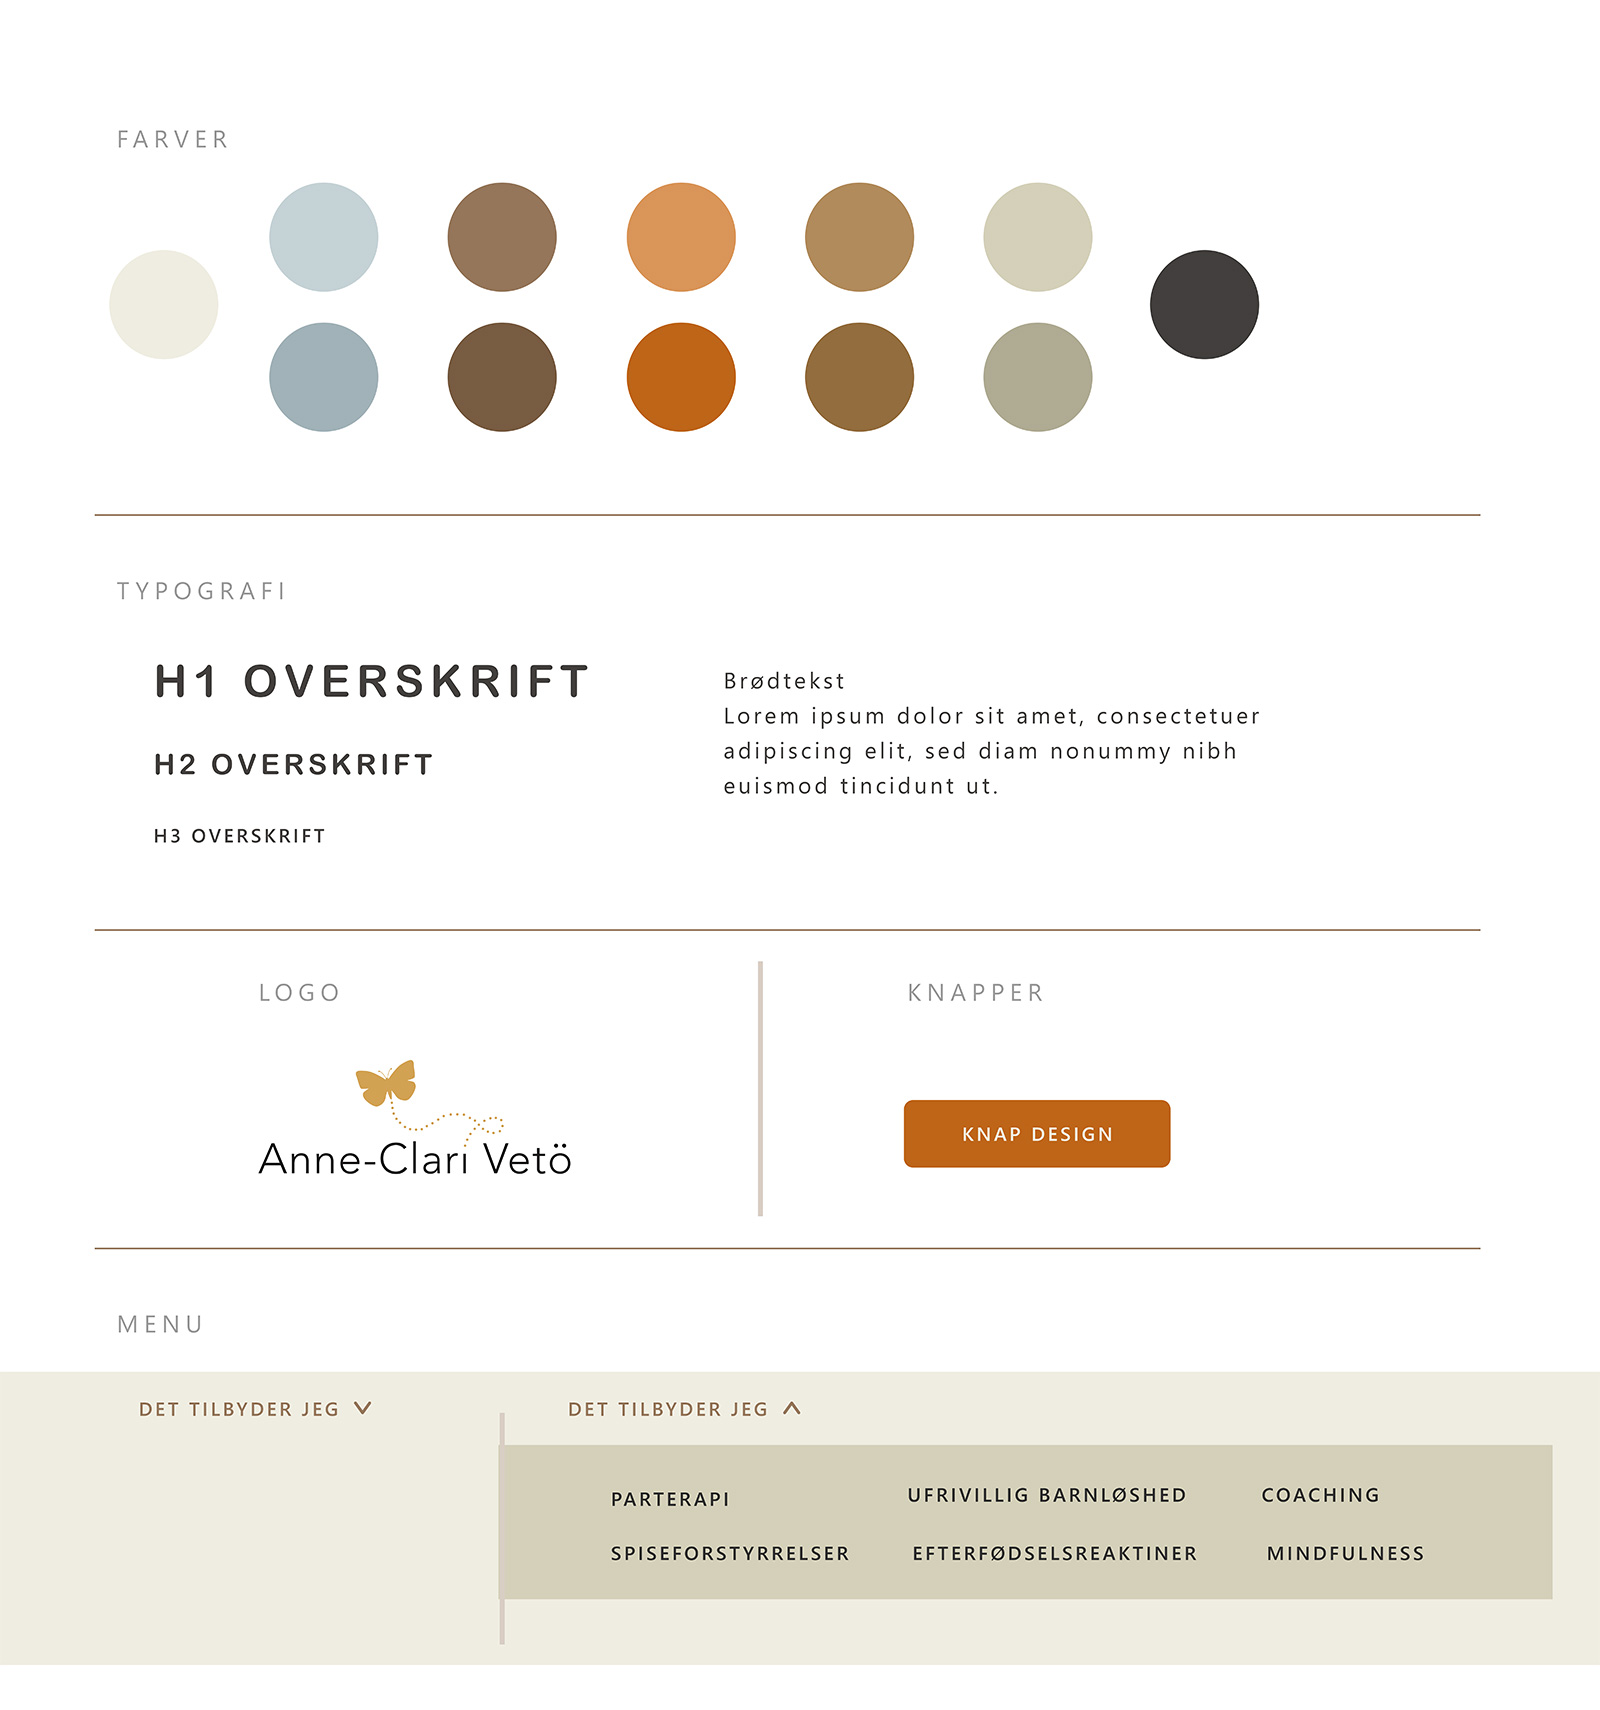 FARVER
TYPOGRAFI
H1 OVERSKRIFT
H2 OVERSKRIFT
H3 OVERSKRIFT
Brødtekst
Lorem ipsum dolor sit amet, consectetuer
adipiscing elit, sed diam nonummy nibh
euismod tincidunt ut.
LOGO
Anne-Clari Vetö
KNAPPER
KNAP DESIGN
MENU
DET TILBYDER JEG
DET TILBYDER JEG
PARTERAPI
UFRIVILLIG BARNLØSHED
COACHING
SPISEFORSTYRRELSER
EFTERFØDSELSREAKTINER
MINDFULNESS